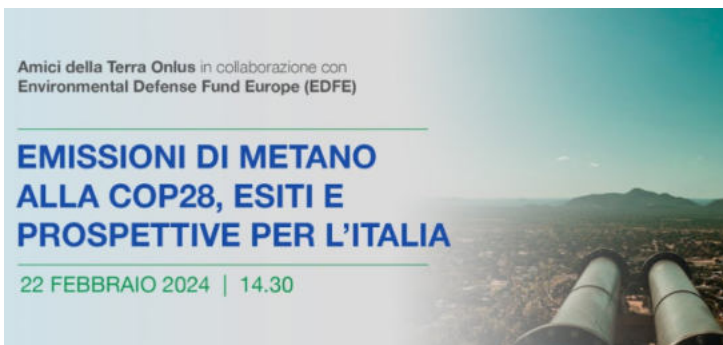 Amici della Terra Onlus in collaborazione con
Environmental Defense Fund Europe (EDFE)
EMISSIONI DI METANO
ALLA COP28, ESITI E
PROSPETTIVE PER L'ITALIA
22 FEBBRAIO 2024 | 14.30